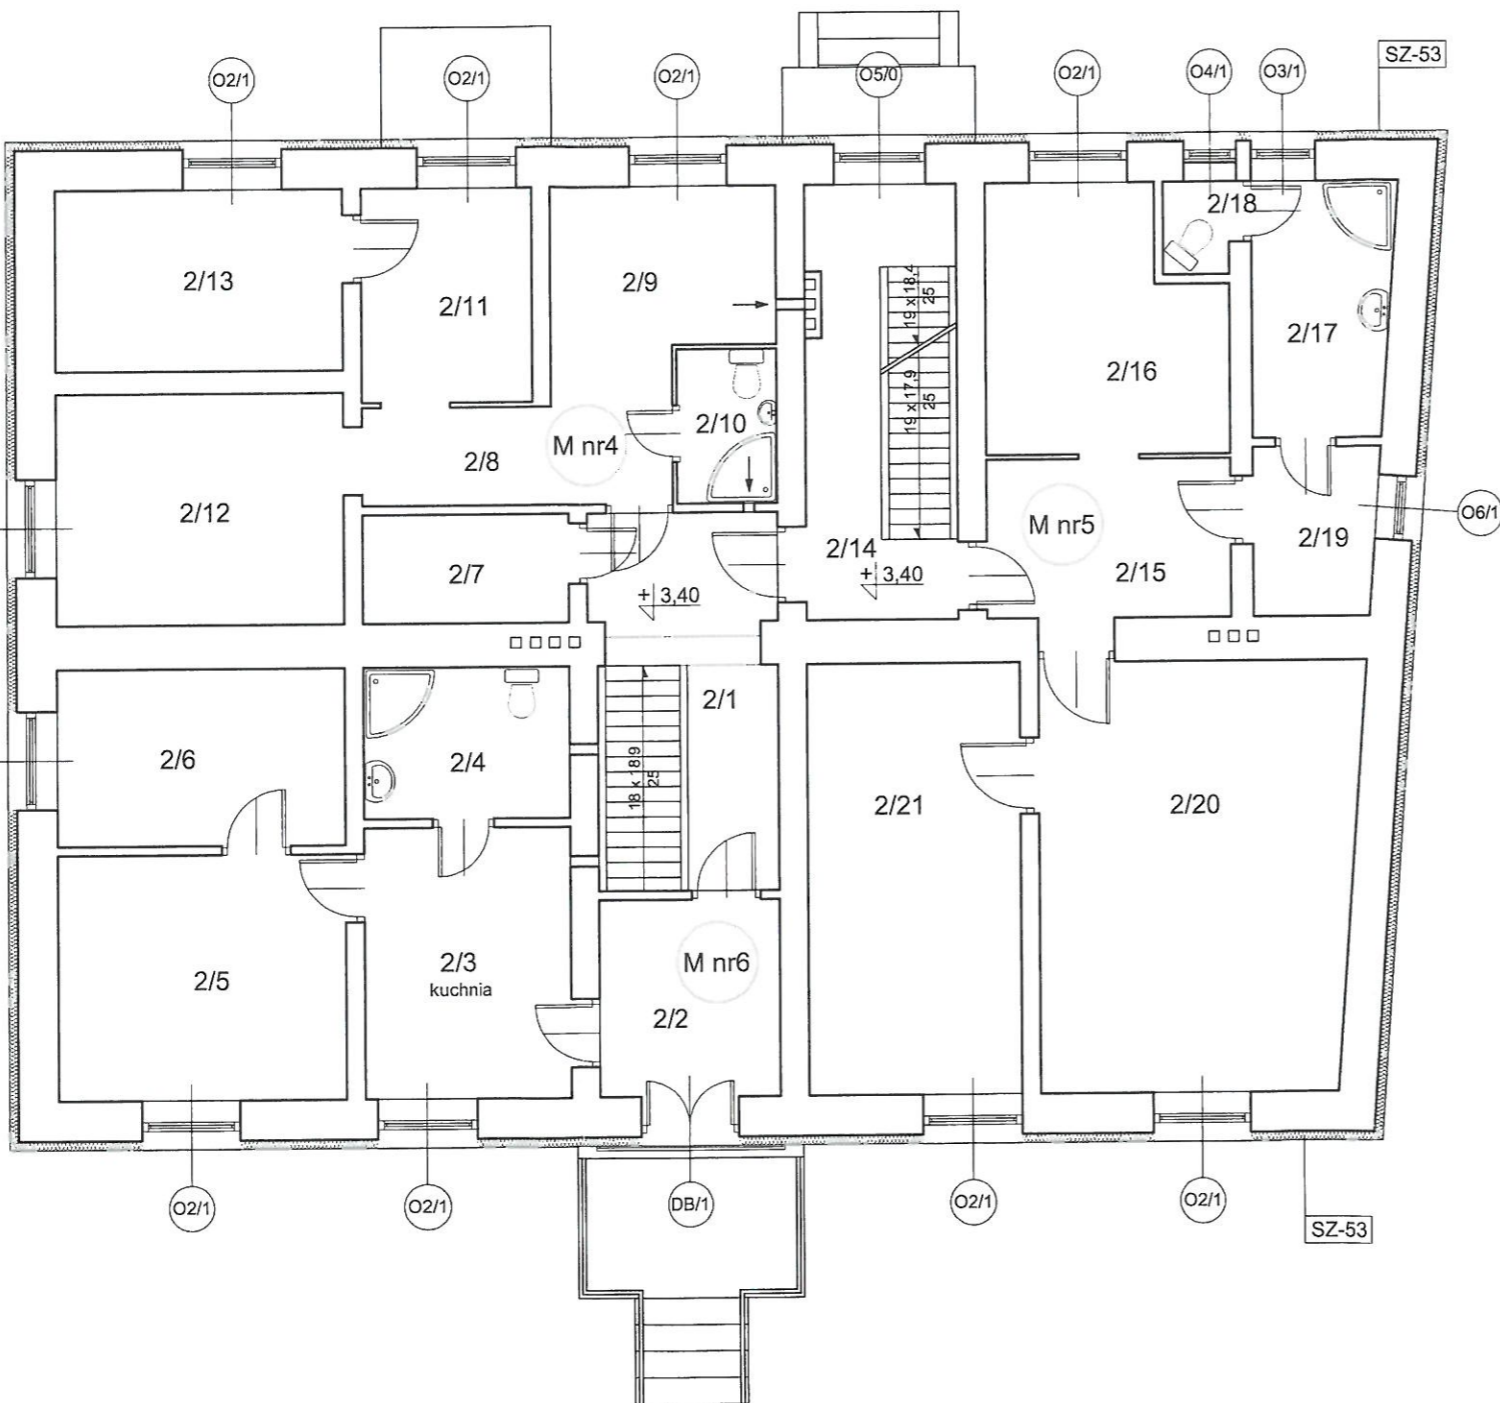 SZ-53
O2/1
O2/1
O2/1
O5/0
O2/1
O4/1
O3/1
2/18
2/13
2/11
2/9
19 x 18,4
25
2/17
2/16
19 x 17,9
25
2/10
M nr4
2/8
2/12
M nr5
O6/1
2/19
2/14
+ 3,40
2/7
+ 3,40
2/15
2/1
2/6
2/4
18 x 18,9
25
2/21
2/20
2/5
2/3
kuchnia
M nr6
2/2
O2/1
O2/1
DB/1
O2/1
O2/1
SZ-53